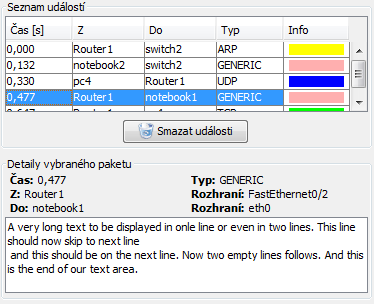 Seznam událostí
Čas [s] Z Do Typ Info
0,000 Router1 switch2 ARP
0,132 notebook2 switch2 GENERIC
0,330 pc4 Router1 UDP
0,477 Router1 notebook1 GENERIC
Smazat události
Detaily vybraného paketu
Čas: 0,477 Typ: GENERIC
Z: Router1 Rozhraní: FastEthernet0/2
Do: notebook1 Rozhraní: eth0
A very long text to be displayed in onle line or even in two lines. This line
should now skip to next line
and this should be on the next line. Now two empty lines follows. And this
is the end of our text area.